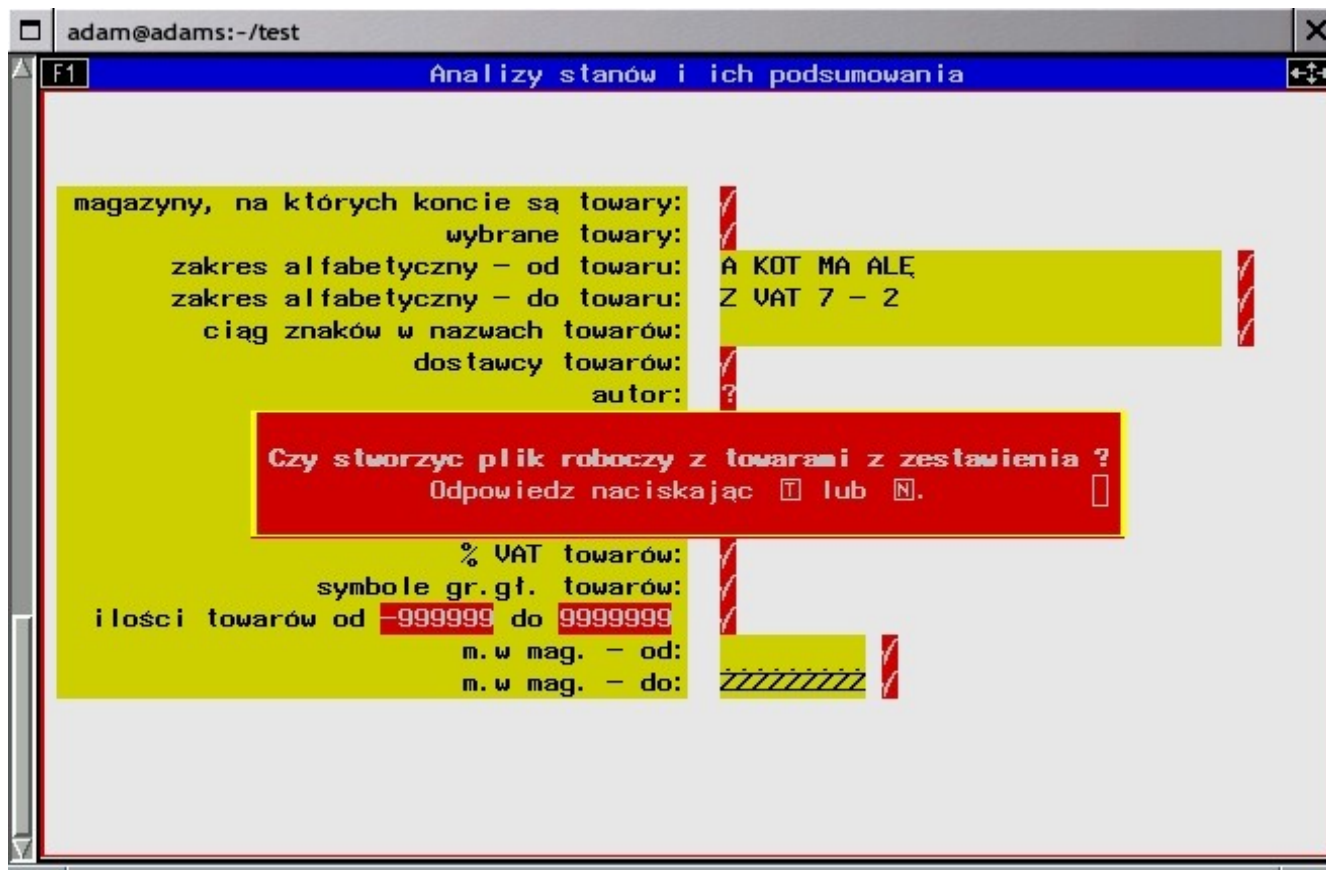 adam@adams:~/test
F1 Analizy stanów i ich podsumowania
magazyny, na których koncie są towary: /
wybrane towary: /
zakres alfabetyczny – od towaru: A KOT MA ALĘ /
zakres alfabetyczny – do towaru: Z VAT 7 – 2 /
ciąg znaków w nazwach towarów: /
dostawcy towarów: /
autor: ?
Czy stworzyc plik roboczy z towarami z zestawienia ?
Odpowiedz naciskając T lub N.
% VAT towarów: /
symbole gr.gł. towarów: /
ilości towarów od -999999 do 9999999 /
m.w mag. – od: /
m.w mag. – do: ŻŻŻŻŻŻŻŻŻ /